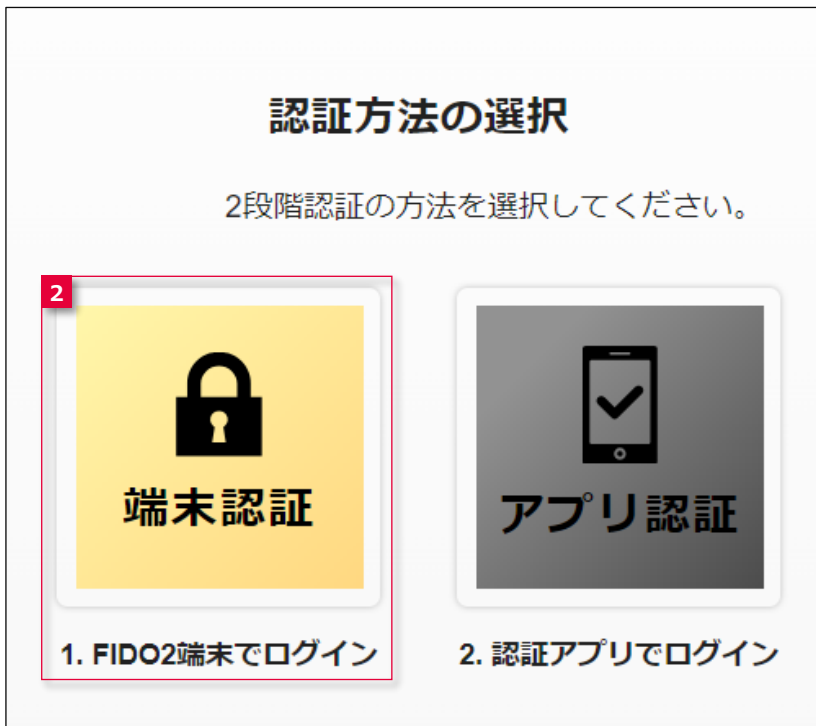 認証方法の選択
2段階認証の方法を選択してください。
2
端末認証
アプリ認証
1. FIDO2端末でログイン
2. 認証アプリでログイン